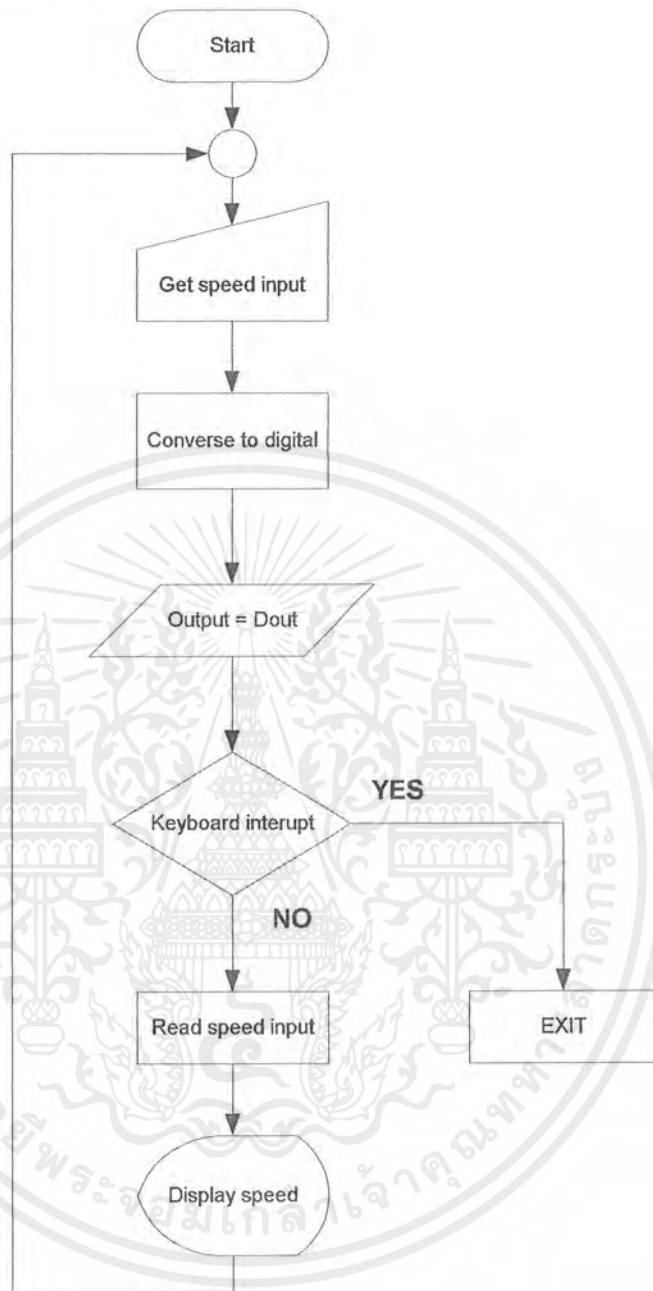 Start
Get speed input
Converse to digital
Output = Dout
Keyboard interupt
YES
NO
Read speed input
EXIT
Display speed